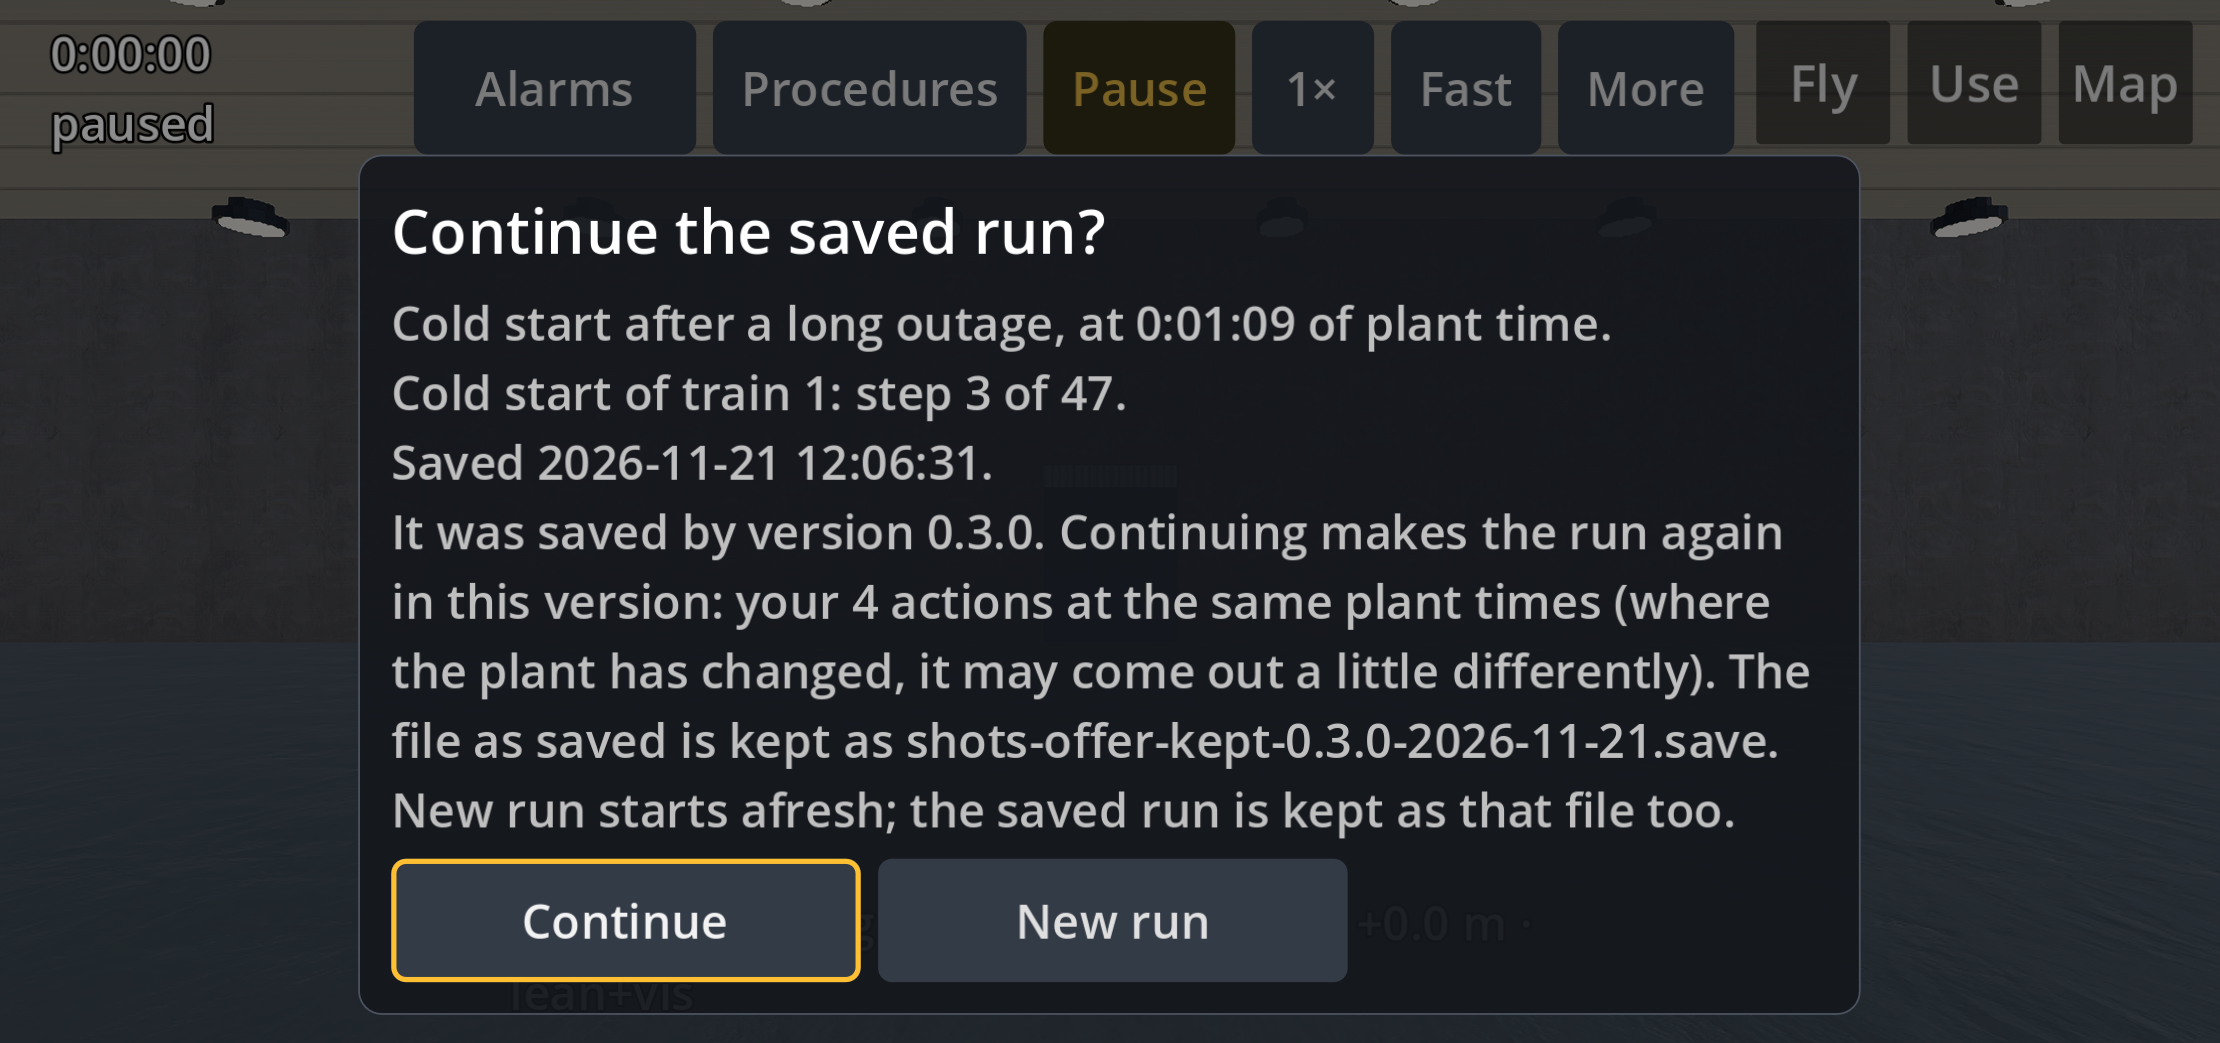 0:00:00
paused
Alarms
Procedures
Pause
1×
Fast
More
Fly
Use
Map
Continue the saved run?
Cold start after a long outage, at 0:01:09 of plant time.
Cold start of train 1: step 3 of 47.
Saved 2026-11-21 12:06:31.
It was saved by version 0.3.0. Continuing makes the run again
in this version: your 4 actions at the same plant times (where
the plant has changed, it may come out a little differently). The
file as saved is kept as shots-offer-kept-0.3.0-2026-11-21.save.
New run starts afresh; the saved run is kept as that file too.
Continue
New run
+0.0 m ·
lean+vis